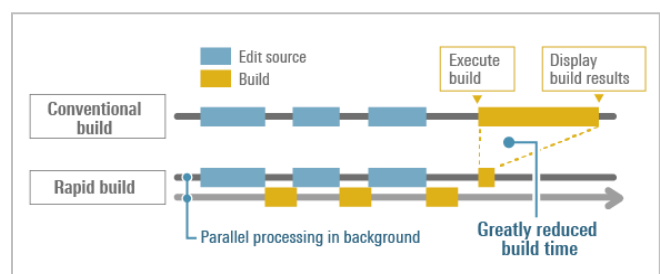 Edit source
Build
Execute
build
Display
build results
Conventional
build
Rapid build
Parallel processing in background
Greatly reduced
build time